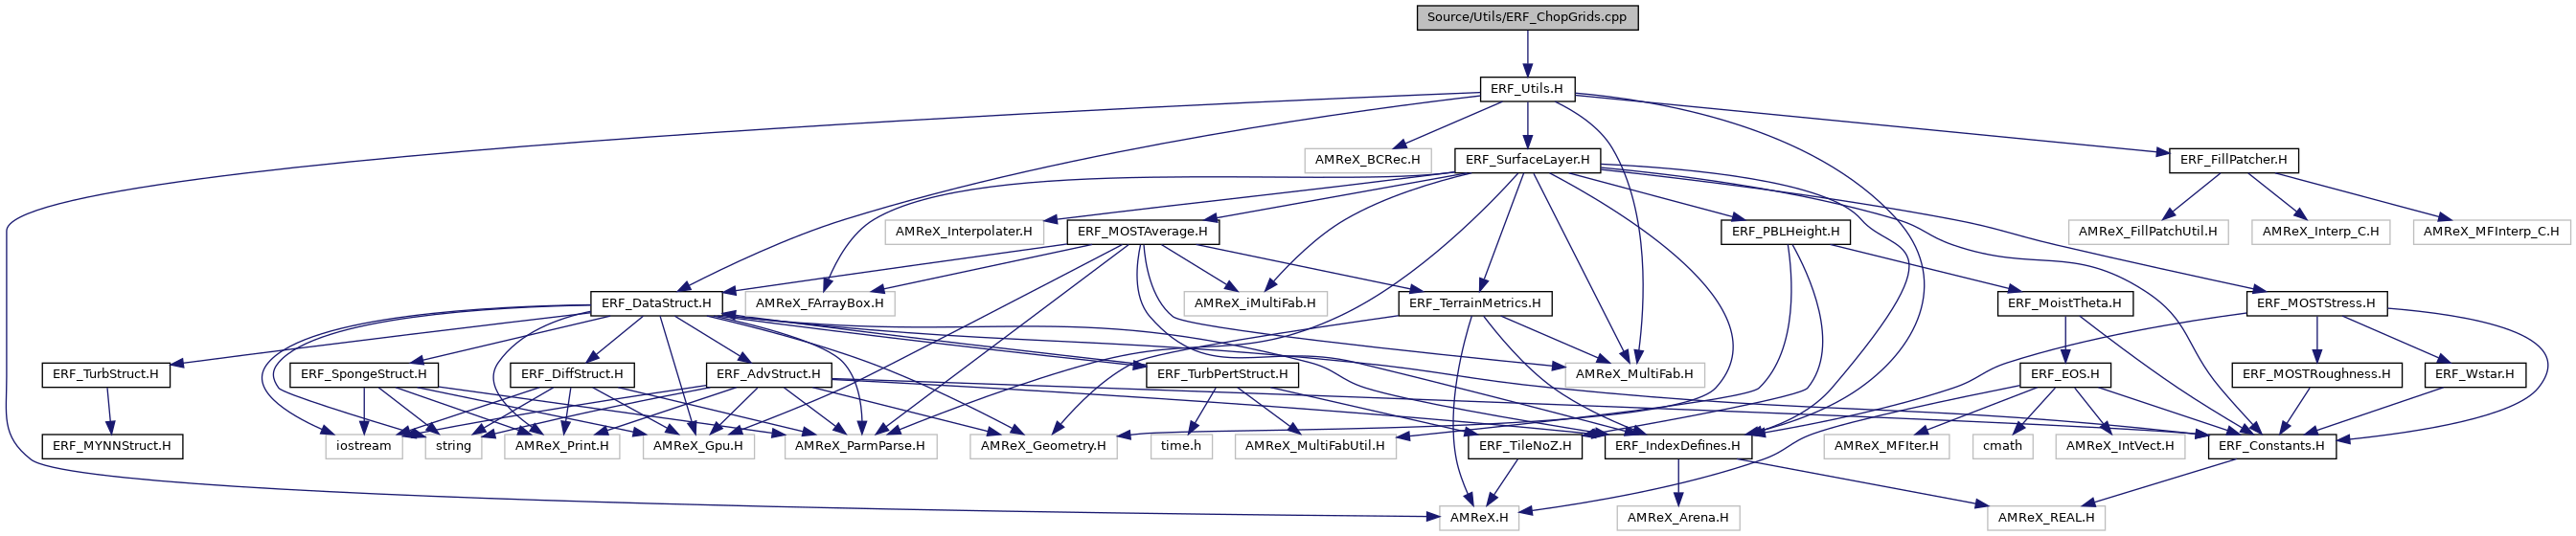 Source/Utils/ERF_ChopGrids.cpp
ERF_Utils.H
AMReX_BCRec.H
ERF_SurfaceLayer.H
ERF_FillPatcher.H
AMReX_Interpolater.H
ERF_MOSTAverage.H
ERF_PBLHeight.H
AMReX_FillPatchUtil.H
AMReX_Interp_C.H
AMReX_MFInterp_C.H
ERF_DataStruct.H
AMReX_FArrayBox.H
AMReX_iMultiFab.H
ERF_TerrainMetrics.H
ERF_MoistTheta.H
ERF_MOSTStress.H
ERF_TurbStruct.H
ERF_SpongeStruct.H
ERF_DiffStruct.H
ERF_AdvStruct.H
ERF_TurbPertStruct.H
AMReX_MultiFab.H
ERF_EOS.H
ERF_MOSTRoughness.H
ERF_Wstar.H
ERF_MYNNStruct.H
iostream
string
AMReX_Print.H
AMReX_Gpu.H
AMReX_ParmParse.H
AMReX_Geometry.H
time.h
AMReX_MultiFabUtil.H
ERF_TileNoZ.H
ERF_IndexDefines.H
AMReX_MFIter.H
cmath
AMReX_IntVect.H
ERF_Constants.H
AMReX.H
AMReX_Arena.H
AMReX_REAL.H